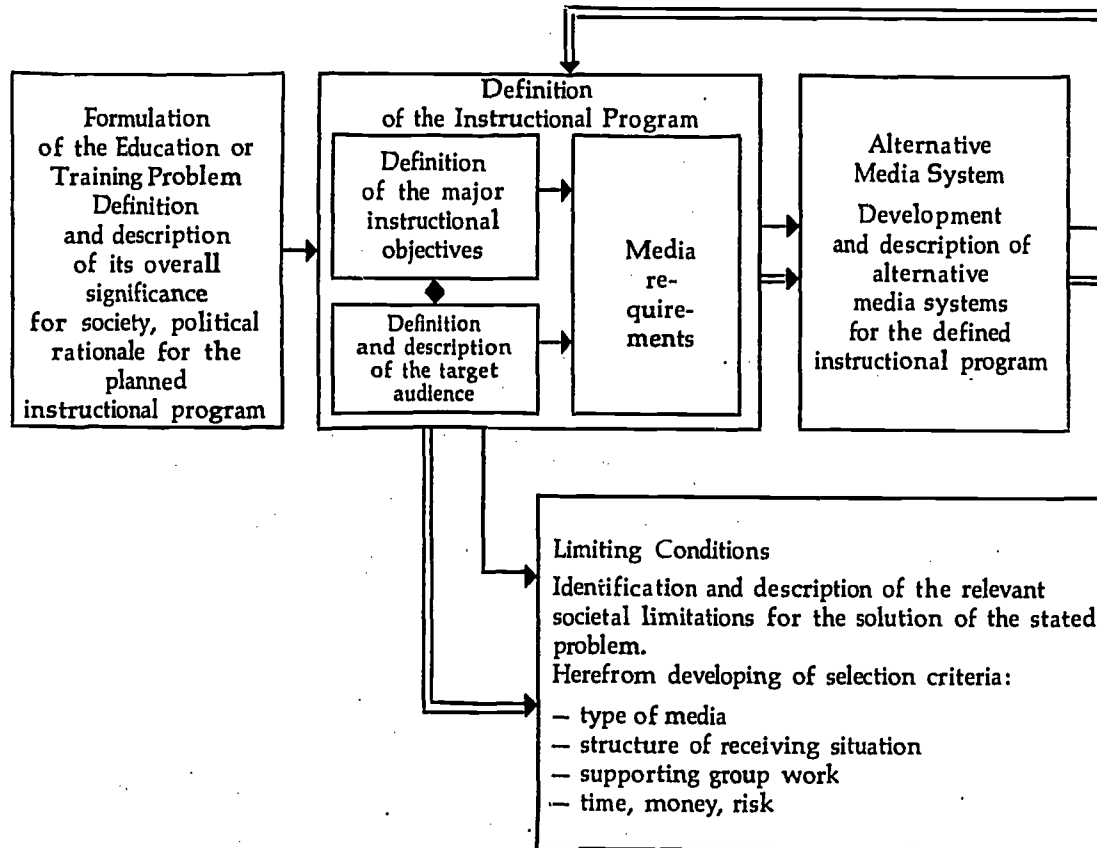 Formulation
of the Education or
Training Problem
Definition
and description
of its overall
significance
for society, political
rationale for the
planned
instructional program
Definition
of the Instructional Program
Definition
of the major
instructional
objectives
Definition
and description
of the target
audience
Media
re-
quire-
ments
Alternative
Media System
Development
and description of
alternative
media systems
for the defined
instructional program
Limiting Conditions
Identification and description of the relevant
societal limitations for the solution of the stated
problem.
Herefrom developing of selection criteria:
— type of media
— structure of receiving situation
— supporting group work
— time, money, risk